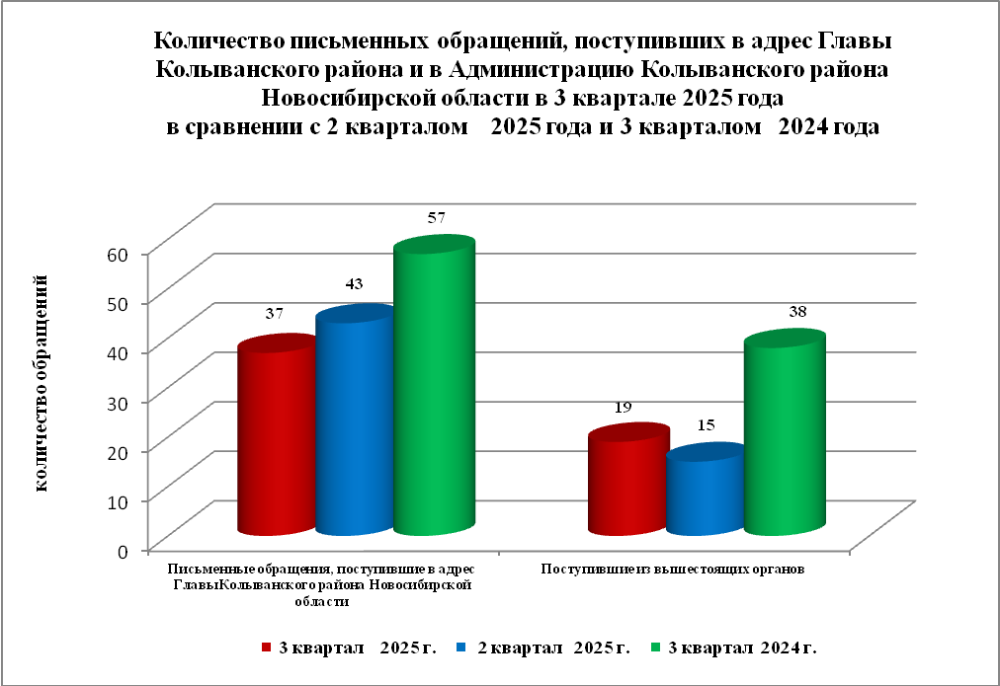 Количество письменных обращений, поступивших в адрес Главы
Колыванского района и в Администрацию Колыванского района
Новосибирской области в 3 квартале 2025 года
в сравнении с 2 кварталом 2025 года и 3 кварталом 2024 года
количество обращений
60
50
40
30
20
10
0
37
43
57
19
15
38
Письменные обращения, поступившие в адрес
ГлавыКолыванского района Новосибирской
области
Поступившие из вышестоящих органов
3 квартал 2025 г.
2 квартал 2025 г.
3 квартал 2024 г.